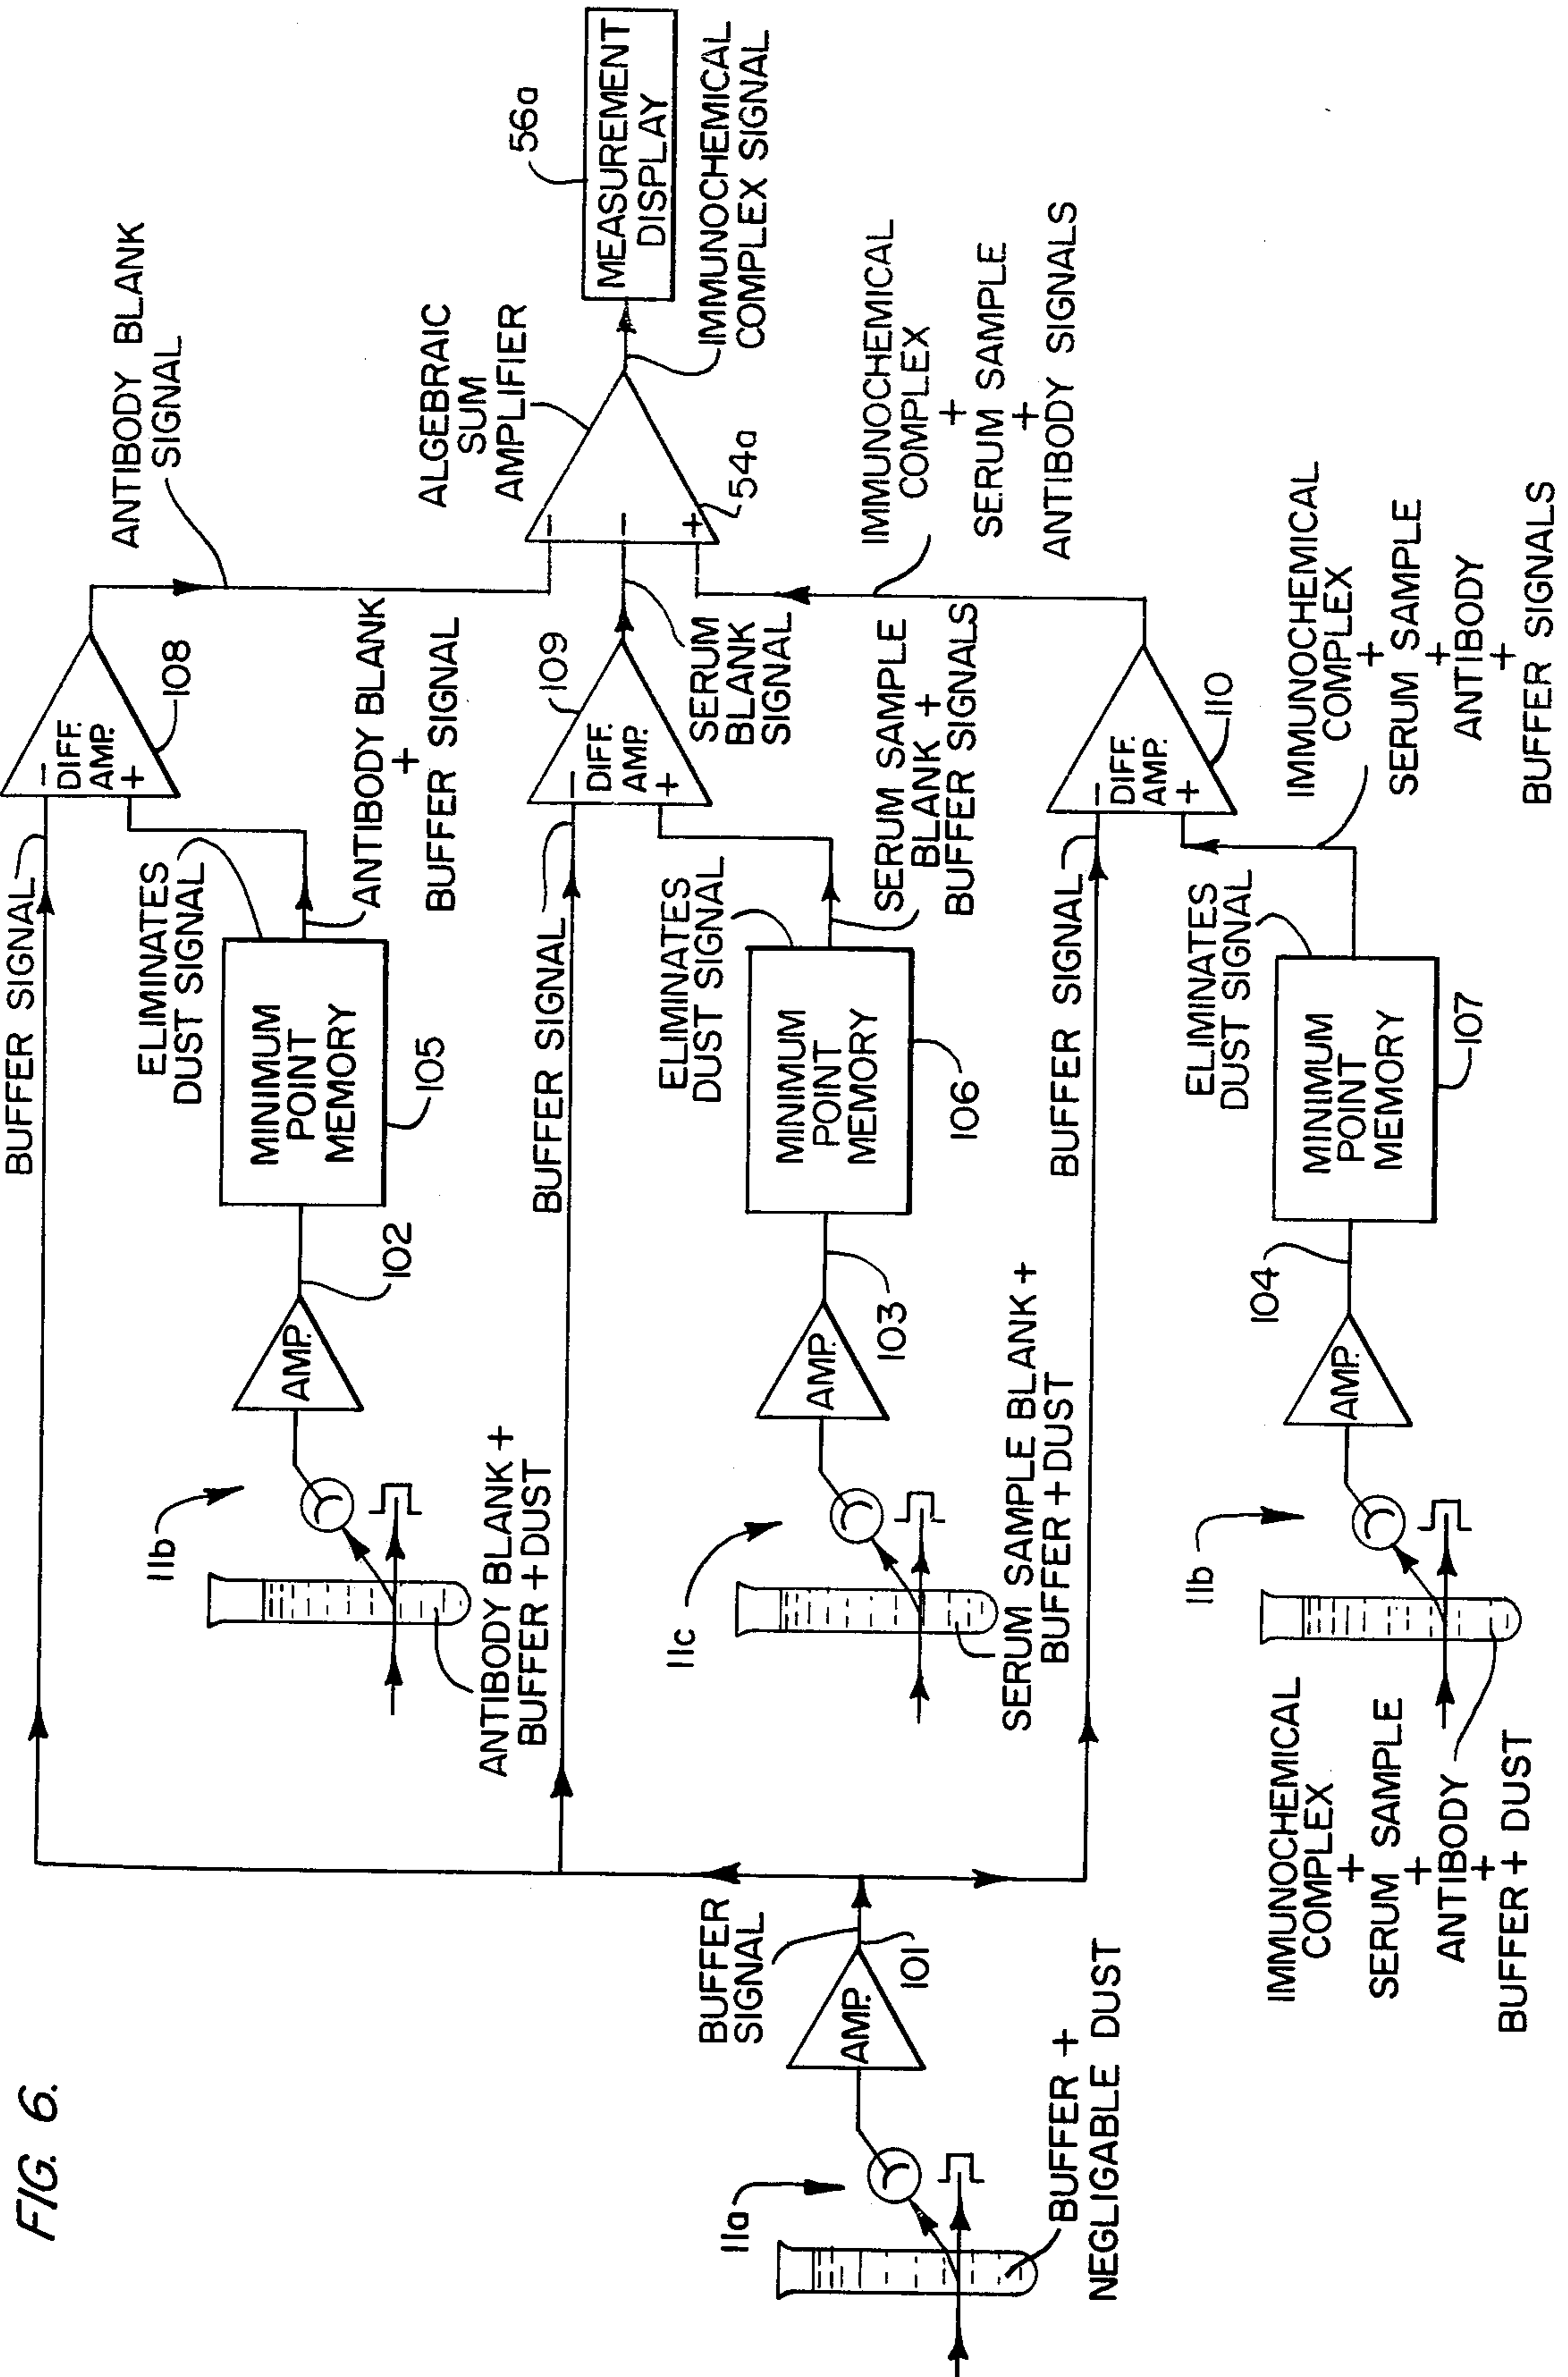 FIG. 6.
BUFFER SIGNAL
ELIMINATES
DUST SIGNAL
MINIMUM
POINT
MEMORY
105
102
AMP.
11b
ANTIBODY BLANK +
BUFFER + DUST
DIFF.
AMP.
−
+
108
ANTIBODY BLANK
+
BUFFER SIGNAL
ANTIBODY BLANK
SIGNAL
BUFFER SIGNAL
ELIMINATES
DUST SIGNAL
MINIMUM
POINT
MEMORY
106
103
AMP.
11c
SERUM SAMPLE BLANK +
BUFFER + DUST
−
DIFF.
AMP.
+
109
SERUM
BLANK
SIGNAL
SERUM SAMPLE
BLANK +
BUFFER SIGNALS
ALGEBRAIC
SUM
AMPLIFIER
−
−
+
54a
56a
MEASUREMENT
DISPLAY
IMMUNOCHEMICAL
COMPLEX SIGNAL
IMMUNOCHEMICAL
COMPLEX
+
SERUM SAMPLE
+
ANTIBODY SIGNALS
BUFFER
SIGNAL
101
AMP.
11a
BUFFER +
NEGLIGABLE DUST
BUFFER SIGNAL
−
DIFF.
AMP.
+
110
ELIMINATES
DUST SIGNAL
MINIMUM
POINT
MEMORY
107
104
AMP.
11b
IMMUNOCHEMICAL
COMPLEX
+
SERUM SAMPLE
+
ANTIBODY
+
BUFFER + DUST
IMMUNOCHEMICAL
COMPLEX
+
SERUM SAMPLE
+
ANTIBODY
+
BUFFER SIGNALS